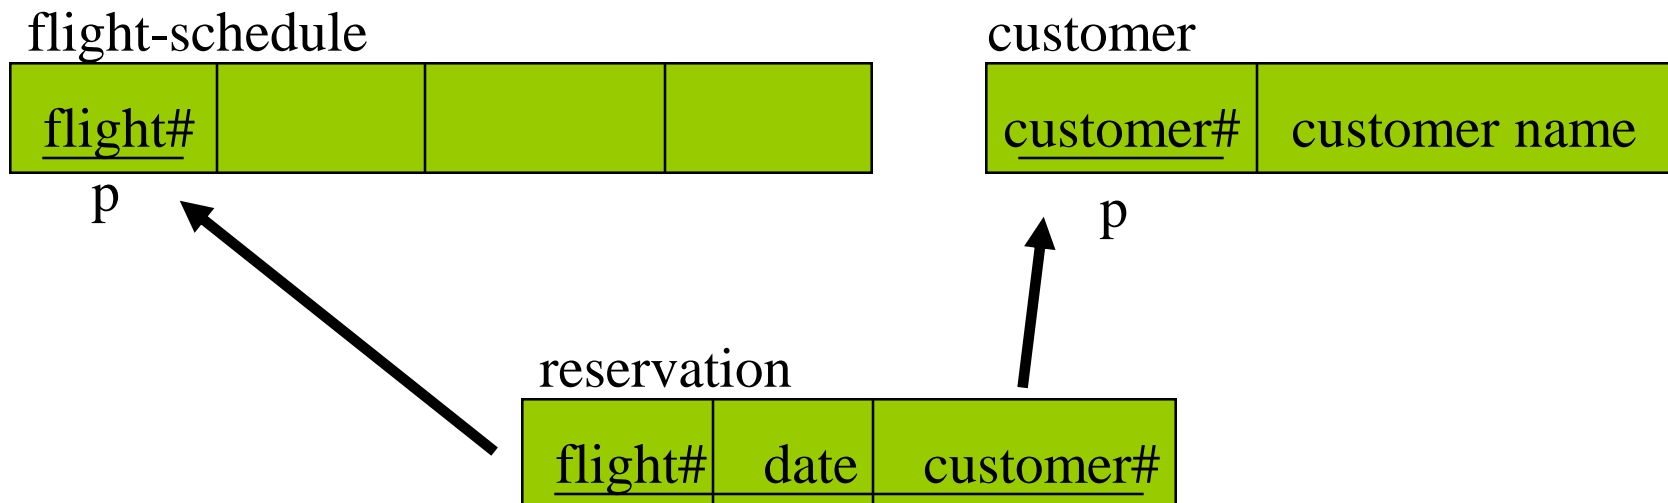 flight-schedule
flight#
p
customer
customer# customer name
p
reservation
flight# date customer#